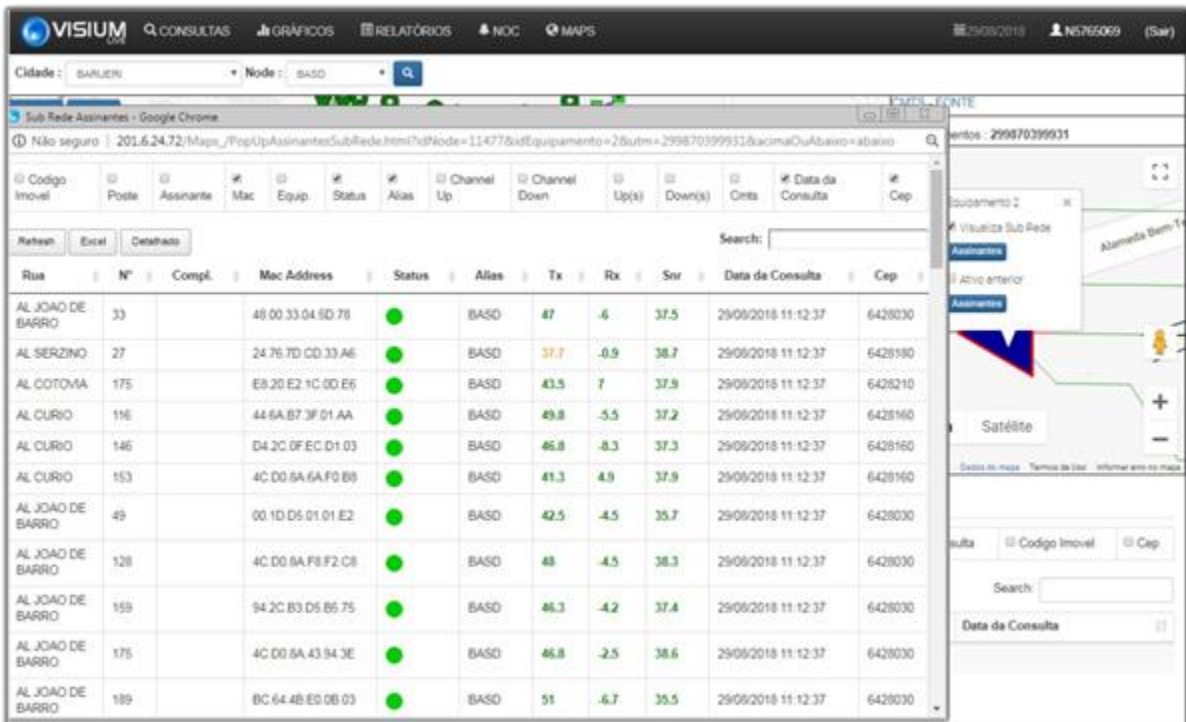 VISIUM LIVE CONSULTAS GRÁFICOS RELATÓRIOS NOC MAPS 29/08/2018 N5765069 (Sair)
Cidade : BARUERI Node : BASD
CMTS - FONTE
Sub Rede Assinantes - Google Chrome
Não seguro 201.6.24.72/Maps_/PopUpAssinantesSubRede.html?idNode=11477&idEquipamento=2&utm=299870399931&acimaOuAbaixo=abaixo
entos : 299870399931
Codigo Imovel Poste Assinante Mac Equip. Status Alias Channel Up Channel Down Up(s) Down(s) Cmts Data da Consulta Cep
Refresh Excel Detalhado Search:
Rua N° Compl. Mac Address Status Alias Tx Rx Snr Data da Consulta Cep
AL JOAO DE BARRO 33 48.00.33.04.6D.78 BASD 47 -6 37.5 29/08/2018 11:12:37 6428030
AL SERZINO 27 24.76.7D.CD.33.A6 BASD 37.7 -0.9 38.7 29/08/2018 11:12:37 6428180
AL COTOVIA 175 E8.20.E2.1C.0D.E6 BASD 43.5 7 37.9 29/08/2018 11:12:37 6428210
AL CURIO 116 44.6A.B7.3F.01.AA BASD 49.8 -5.5 37.2 29/08/2018 11:12:37 6428160
AL CURIO 146 D4.2C.0F.EC.D1.03 BASD 46.8 -8.3 37.3 29/08/2018 11:12:37 6428160
AL CURIO 153 4C.D0.8A.6A.F0.B8 BASD 41.3 4.9 37.9 29/08/2018 11:12:37 6428160
AL JOAO DE BARRO 49 00.1D.D5.01.01.E2 BASD 42.5 -4.5 35.7 29/08/2018 11:12:37 6428030
AL JOAO DE BARRO 128 4C.D0.8A.F8.F2.C8 BASD 48 -4.5 38.3 29/08/2018 11:12:37 6428030
AL JOAO DE BARRO 159 94.2C.B3.D5.B6.75 BASD 46.3 -4.2 37.4 29/08/2018 11:12:37 6428030
AL JOAO DE BARRO 175 4C.D0.8A.43.94.3E BASD 46.8 -2.5 38.6 29/08/2018 11:12:37 6428030
AL JOAO DE BARRO 189 BC.64.4B.E0.0B.03 BASD 51 -6.7 35.5 29/08/2018 11:12:37 6428030
quipamento 2
Visualiza Sub Rede
Assinantes
Ativo anterior
Assinantes
Alameda Bem-Te
Satélite
Dados do mapa Termos de Uso Informar erro no mapa
sulta Codigo Imovel Cep
Search:
Data da Consulta